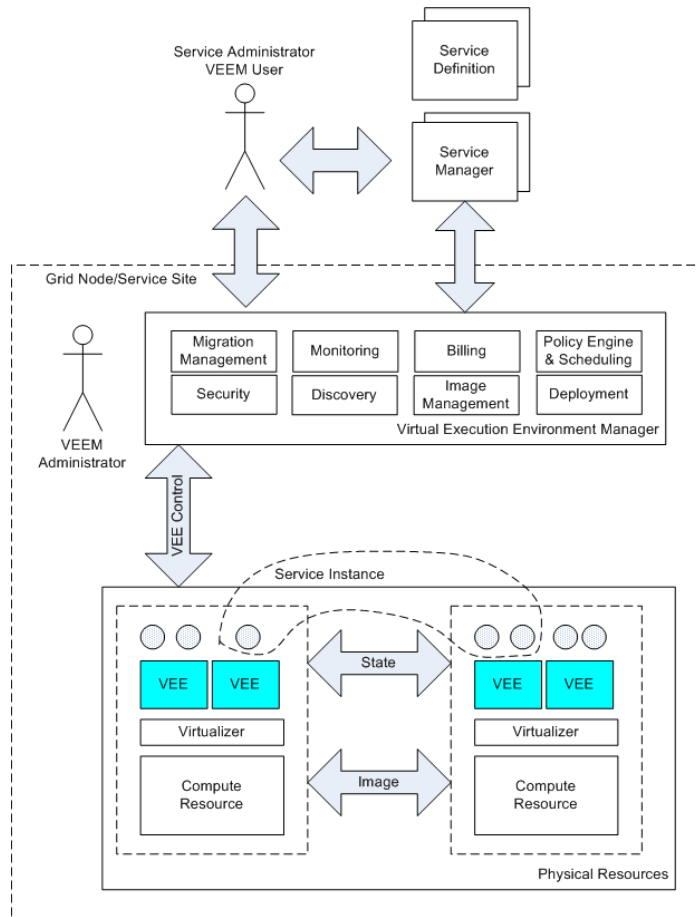 Service Administrator
VEEM User
Service
Definition
Service
Manager
Grid Node/Service Site
Migration
Management
Monitoring
Billing
Policy Engine
& Scheduling
Security
Discovery
Image
Management
Deployment
Virtual Execution Environment Manager
VEEM
Administrator
VEE Control
Service Instance
State
VEE
VEE
VEE
VEE
Virtualizer
Virtualizer
Compute
Resource
Image
Compute
Resource
Physical Resources